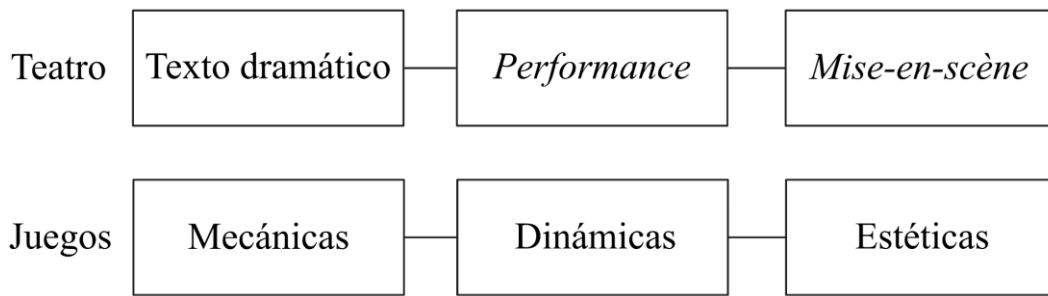 Teatro Texto dramático Performance Mise-en-scène
Juegos Mecánicas Dinámicas Estéticas